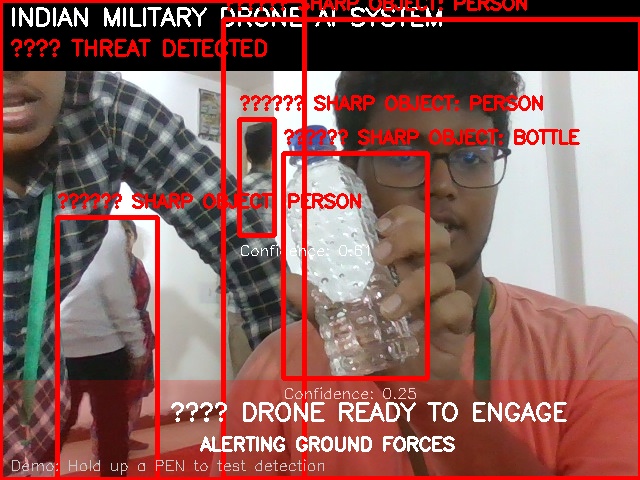 INDIAN MILITARY DRONE AI SYSTEM
?????? SHARP OBJECT: PERSON
???? THREAT DETECTED
?????? SHARP OBJECT: PERSON
?????? SHARP OBJECT: BOTTLE
?????? SHARP OBJECT: PERSON
Confidence: 0.61
Confidence: 0.25
???? DRONE READY TO ENGAGE
ALERTING GROUND FORCES
Demo: Hold up a PEN to test detection